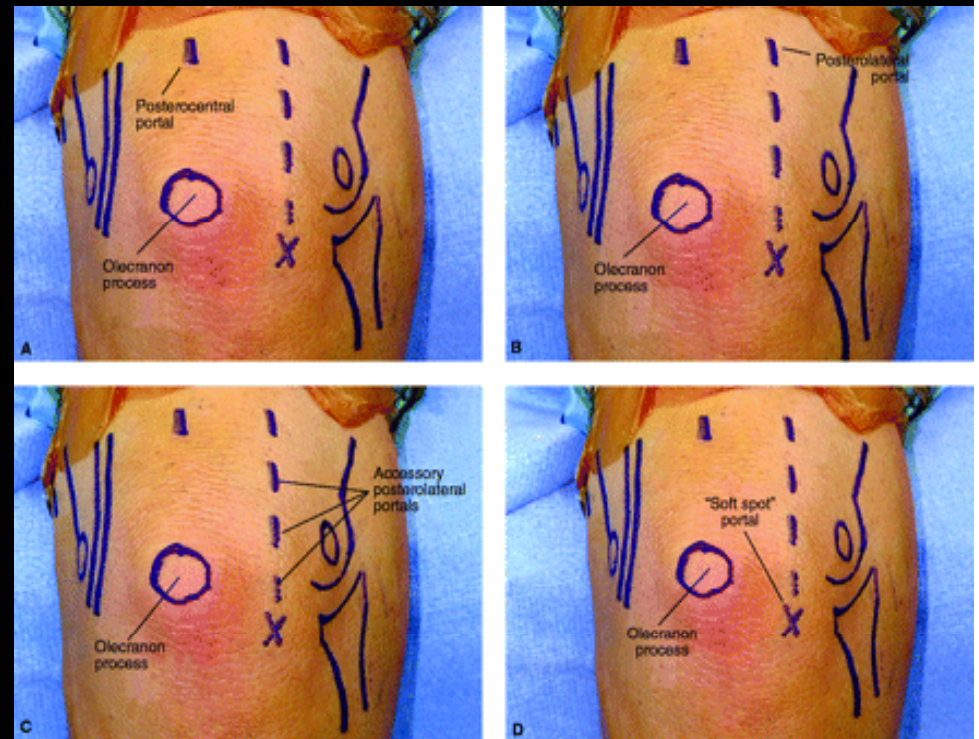 Posterocentral
portal
Olecranon
process
A
Posterolateral
portal
Olecranon
process
B
Accessory
posterolateral
portals
Olecranon
process
C
"Soft spot"
portal
Olecranon
process
D